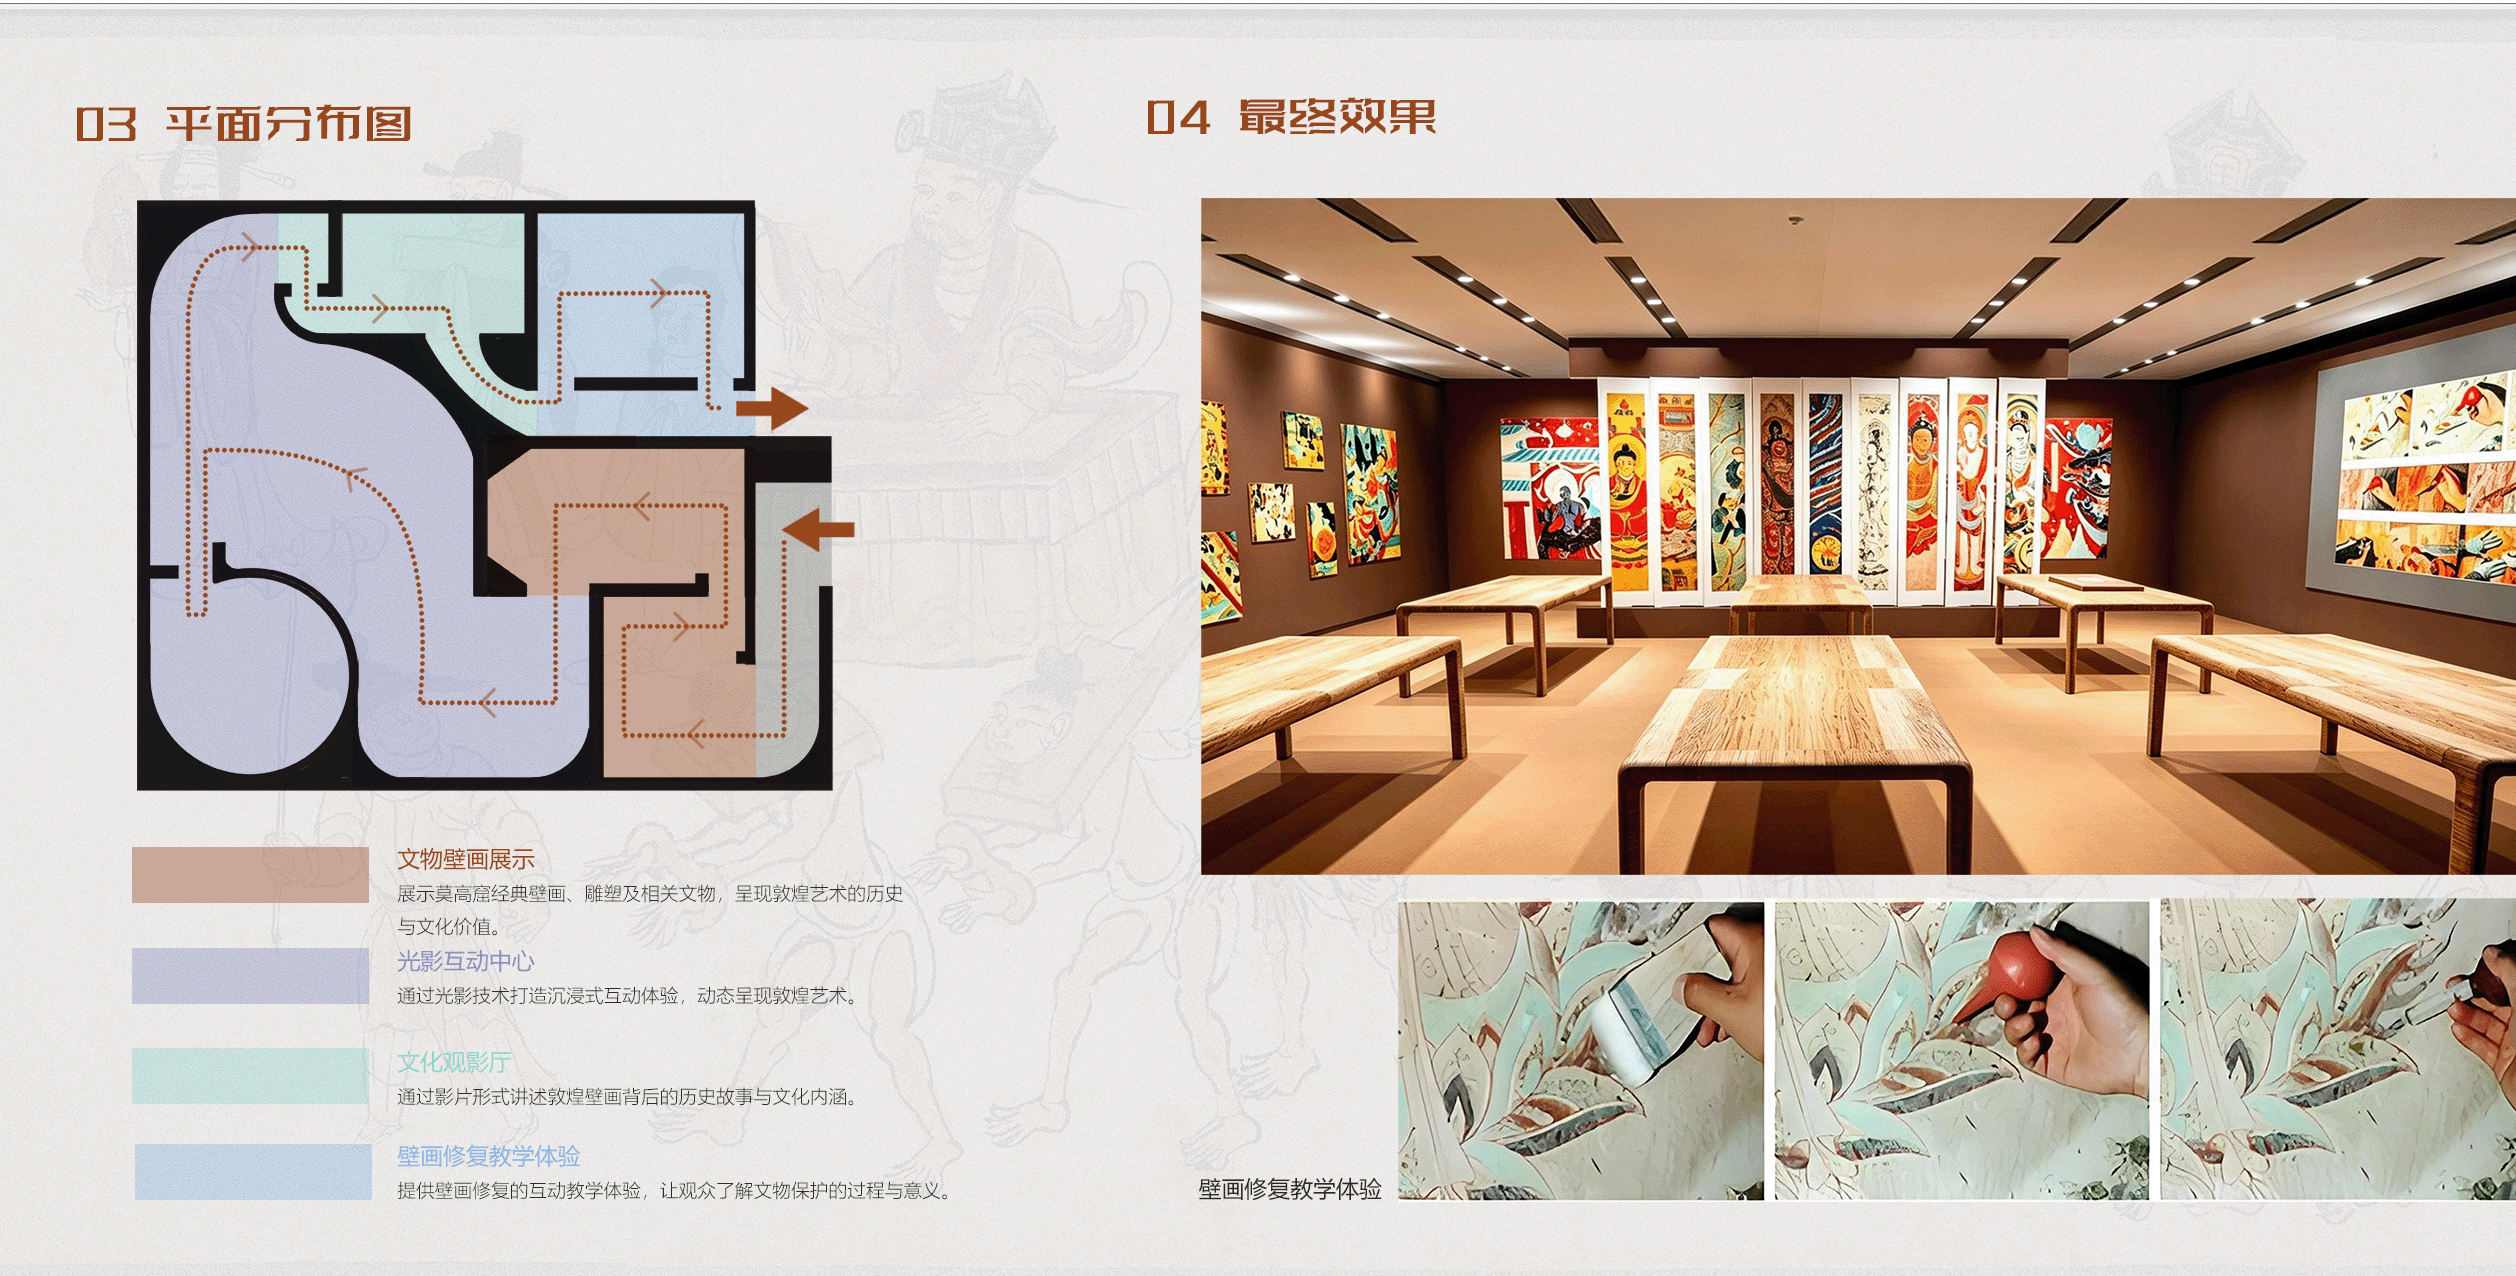 03 平面分布图
文物壁画展示
展示莫高窟经典壁画、雕塑及相关文物，呈现敦煌艺术的历史
与文化价值。
光影互动中心
通过光影技术打造沉浸式互动体验，动态呈现敦煌艺术。
文化观影厅
通过影片形式讲述敦煌壁画背后的历史故事与文化内涵。
壁画修复教学体验
提供壁画修复的互动教学体验，让观众了解文物保护的过程与意义。
04 最终效果
壁画修复教学体验